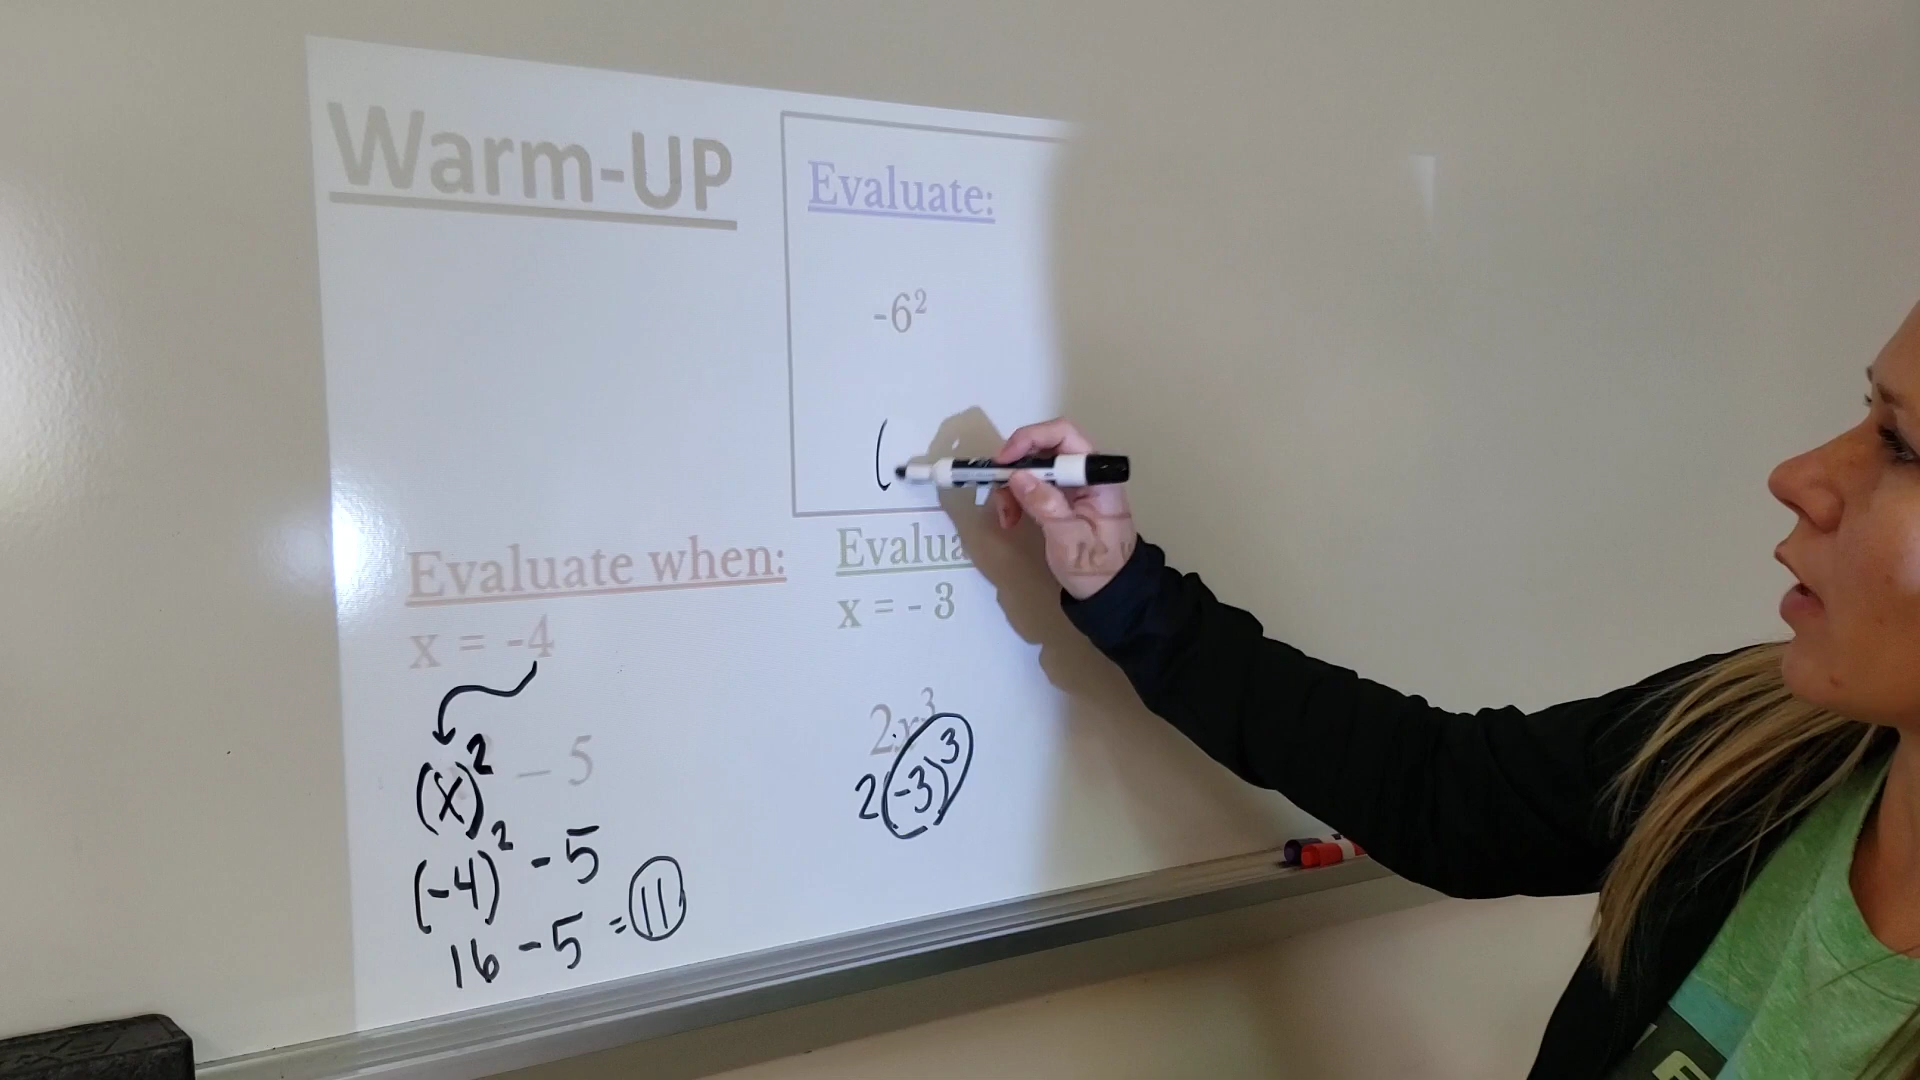 Warm-UP
Evaluate:
-6²
(
Evaluate when:
x = -4
(x)² – 5
(-4)² - 5
16 - 5 = 11
x = - 3
2x³
2(-3)³